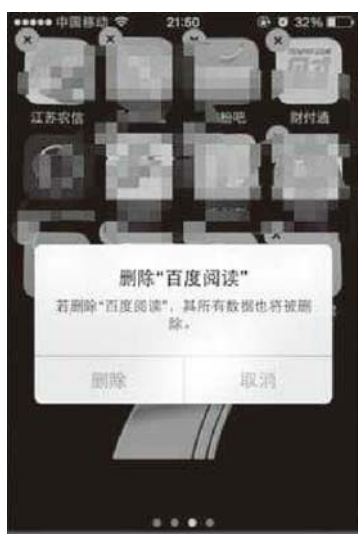 中国移动 21:50 32%
江苏农信 粉吧 财付通
删除“百度阅读”
若删除“百度阅读”，其所有数据也将被删
除。
删除 取消